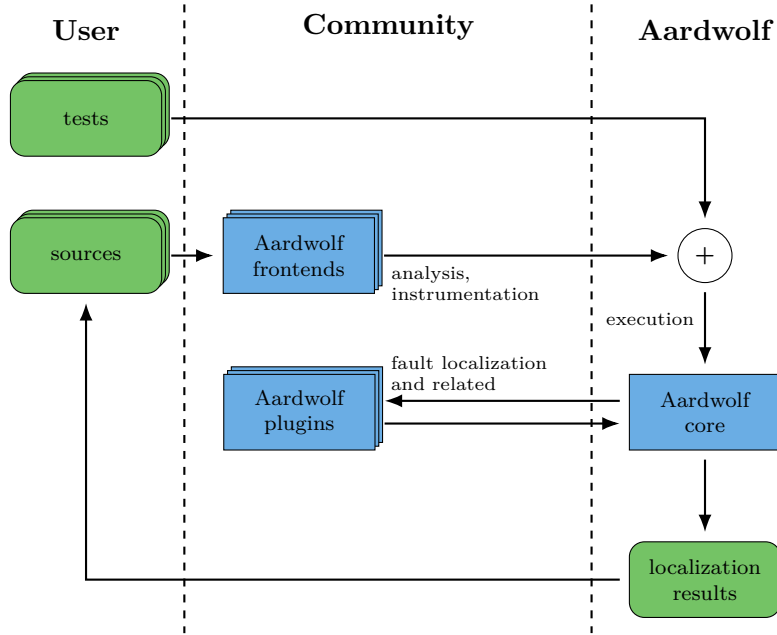 User
Community
Aardwolf
tests
sources
Aardwolf
frontends
analysis,
instrumentation
+
execution
fault localization
and related
Aardwolf
plugins
Aardwolf
core
localization
results